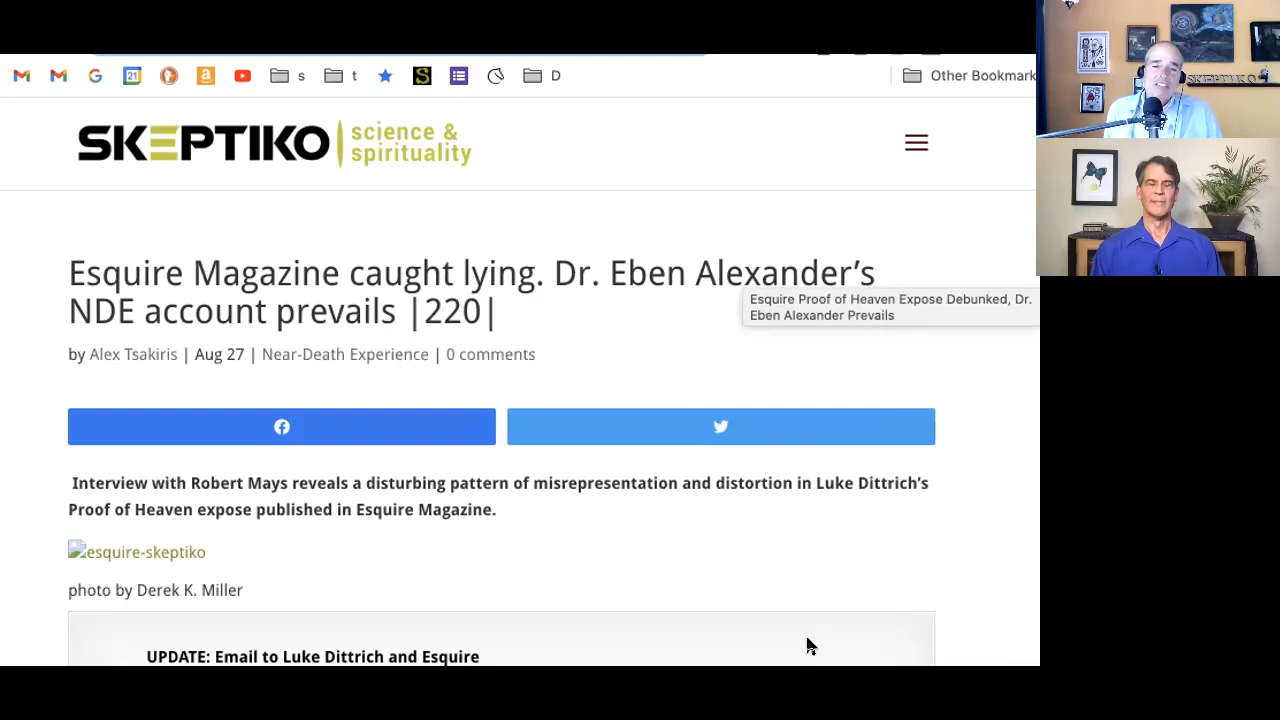 s
t
D
Other Bookmark
SKEPTIKO
science &
spirituality
Esquire Magazine caught lying. Dr. Eben Alexander’s
NDE account prevails |220|
Esquire Proof of Heaven Expose Debunked, Dr.
Eben Alexander Prevails
by Alex Tsakiris | Aug 27 | Near-Death Experience | 0 comments
Interview with Robert Mays reveals a disturbing pattern of misrepresentation and distortion in Luke Dittrich’s
Proof of Heaven expose published in Esquire Magazine.
esquire-skeptiko
photo by Derek K. Miller
UPDATE: Email to Luke Dittrich and Esquire
SKEPTIKO